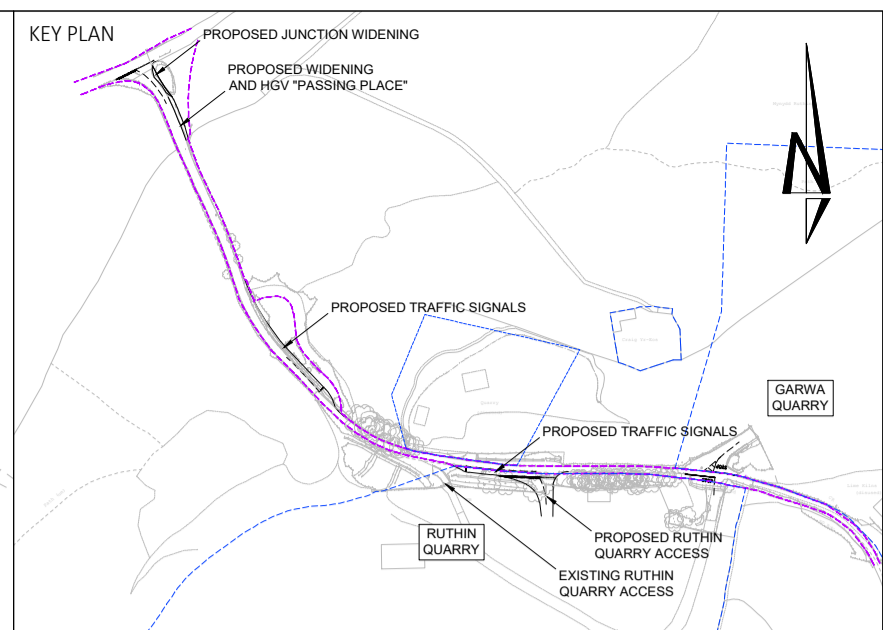 KEY PLAN
PROPOSED JUNCTION WIDENING
PROPOSED WIDENING
AND HGV "PASSING PLACE"
N
PROPOSED TRAFFIC SIGNALS
GARWA
QUARRY
PROPOSED TRAFFIC SIGNALS
Quarry
RUTHIN
QUARRY
PROPOSED RUTHIN
QUARRY ACCESS
EXISTING RUTHIN
QUARRY ACCESS